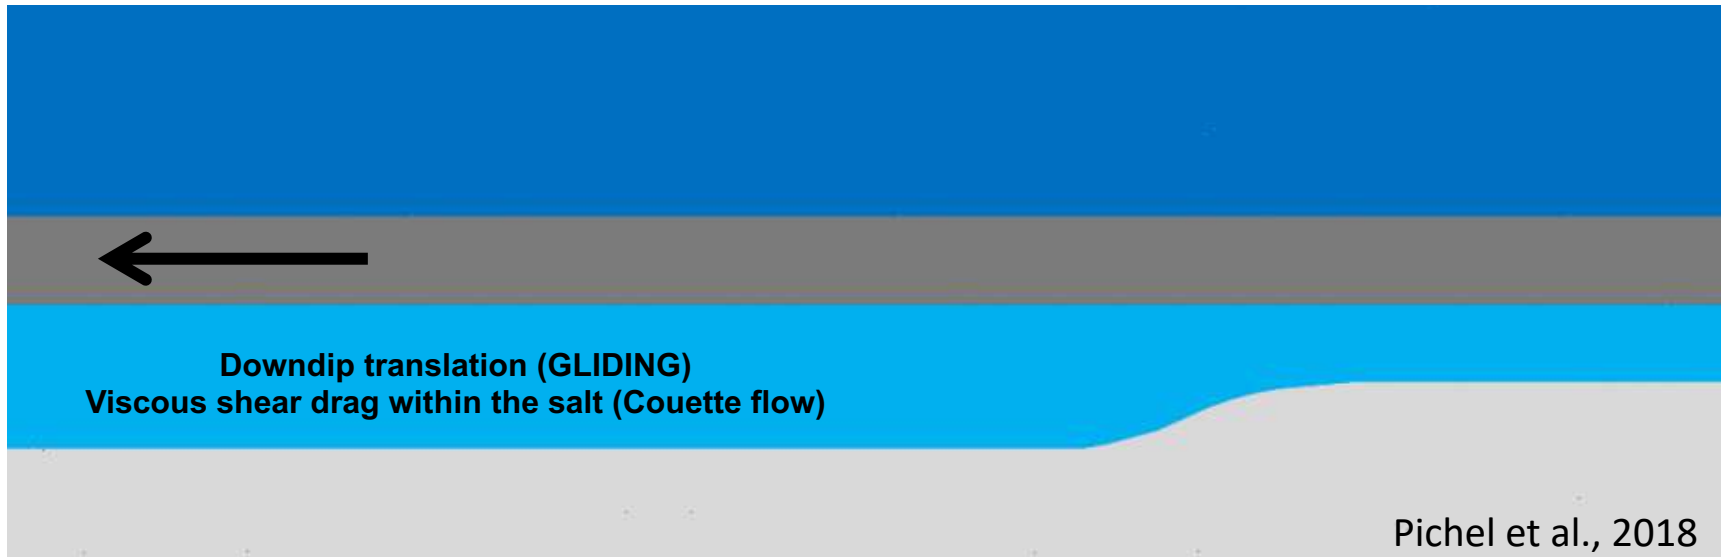 Downdip translation (GLIDING)
Viscous shear drag within the salt (Couette flow)
Pichel et al., 2018